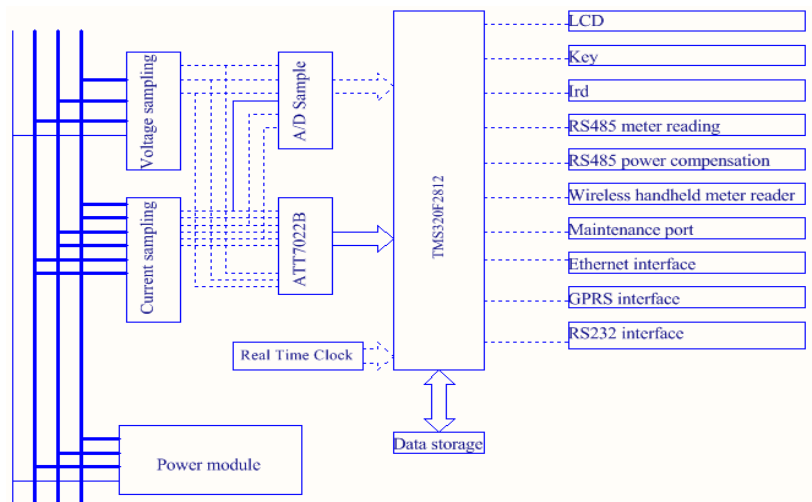 Voltage sampling
Current sampling
A/D Sample
ATT7022B
Real Time Clock
Power module
TMS320F2812
Data storage
LCD
Key
Ird
RS485 meter reading
RS485 power compensation
Wireless handheld meter reader
Maintenance port
Ethernet interface
GPRS interface
RS232 interface